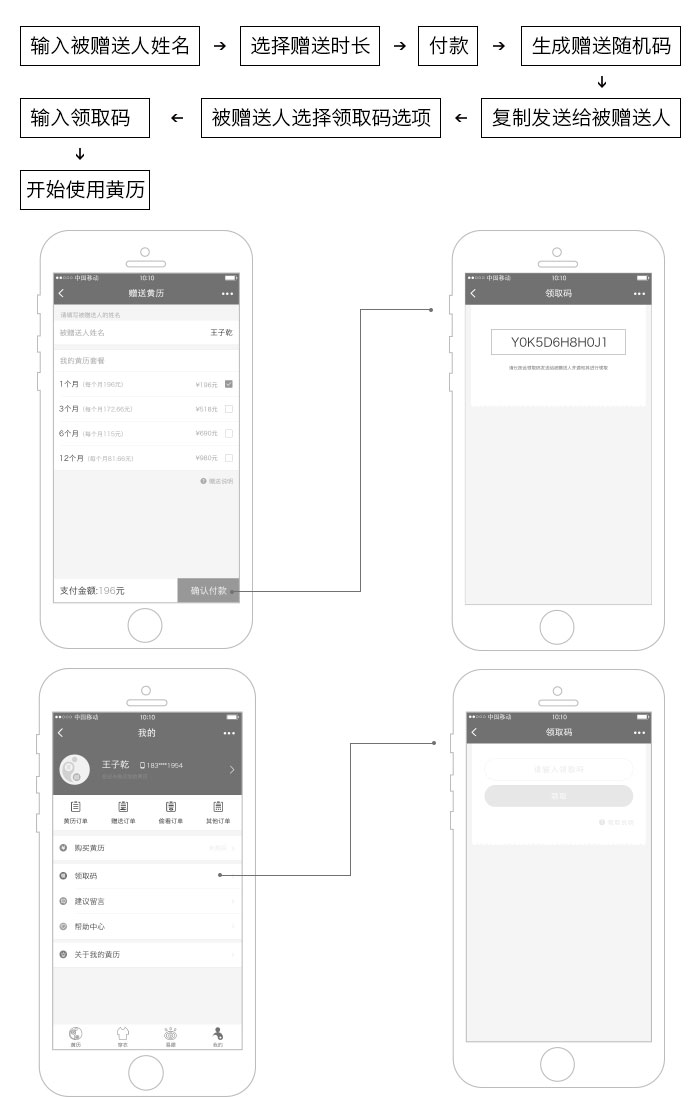 输入被赠送人姓名
选择赠送时长
付款
生成赠送随机码
输入领取码
被赠送人选择领取码选项
复制发送给被赠送人
开始使用黄历
中国移动 10:10
赠送黄历
请填写被赠送人的姓名
被赠送人姓名 王子乾
我的黄历套餐
1个月 (每个月196元) ¥196元
3个月 (每个月172.66元) ¥518元
6个月 (每个月115元) ¥690元
12个月 (每个月81.66元) ¥980元
赠送说明
支付金额:196元 确认付款
中国移动 10:10
领取码
Y0K5D6H8H0J1
中国移动 10:10
我的
王子乾 183****1954
黄历订单 赠送订单 偷看订单 其他订单
购买黄历
领取码
建议留言
帮助中心
关于我的黄历
黄历 我的
中国移动 10:10
领取码
请输入领取码
领取
领取说明